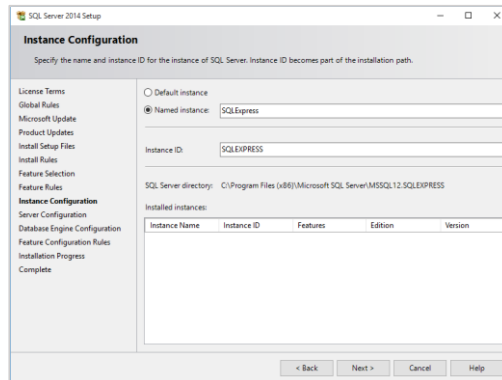 SQL Server 2014 Setup
Instance Configuration
Specify the name and instance ID for the instance of SQL Server. Instance ID becomes part of the installation path.
License Terms
Global Rules
Microsoft Update
Product Updates
Install Setup Files
Install Rules
Feature Selection
Feature Rules
Instance Configuration
Server Configuration
Database Engine Configuration
Feature Configuration Rules
Installation Progress
Complete
Default instance
Named instance: SQLExpress
Instance ID: SQLEXPRESS
SQL Server directory: C:\Program Files (x86)\Microsoft SQL Server\MSSQL12.SQLEXPRESS
Installed instances:
Instance Name Instance ID Features Edition Version
< Back Next > Cancel Help